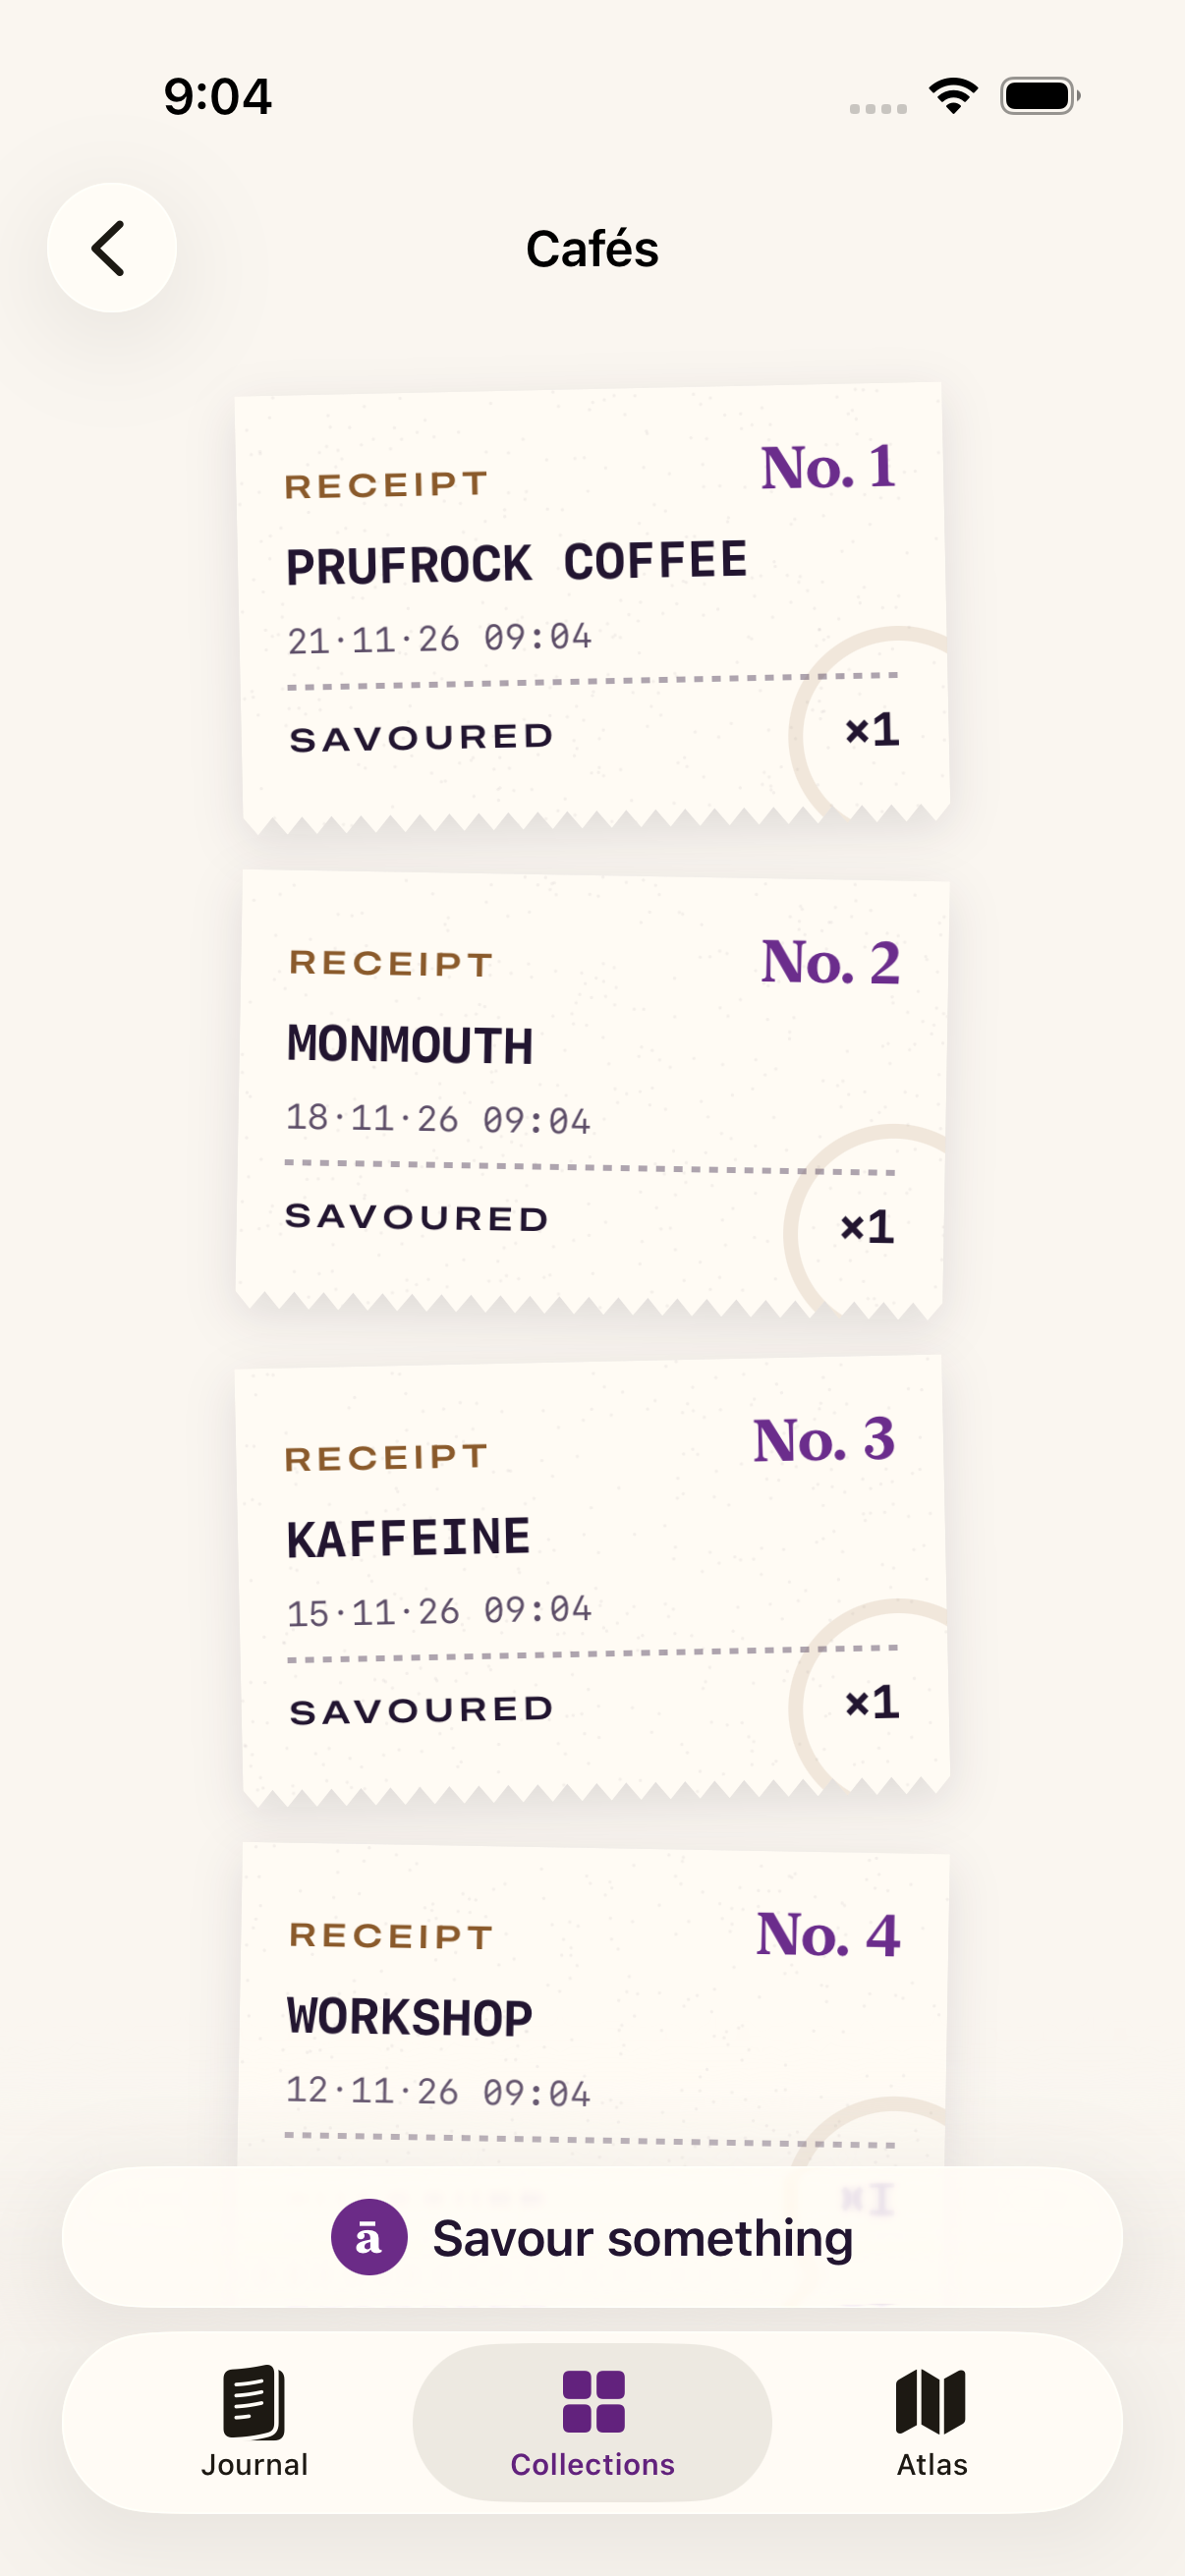 9:04
Cafés
RECEIPT
No. 1
PRUFROCK COFFEE
21·11·26 09:04
SAVOURED
×1
RECEIPT
No. 2
MONMOUTH
18·11·26 09:04
SAVOURED
×1
RECEIPT
No. 3
KAFFEINE
15·11·26 09:04
SAVOURED
×1
RECEIPT
No. 4
WORKSHOP
12·11·26 09:04
ā Savour something
Journal
Collections
Atlas